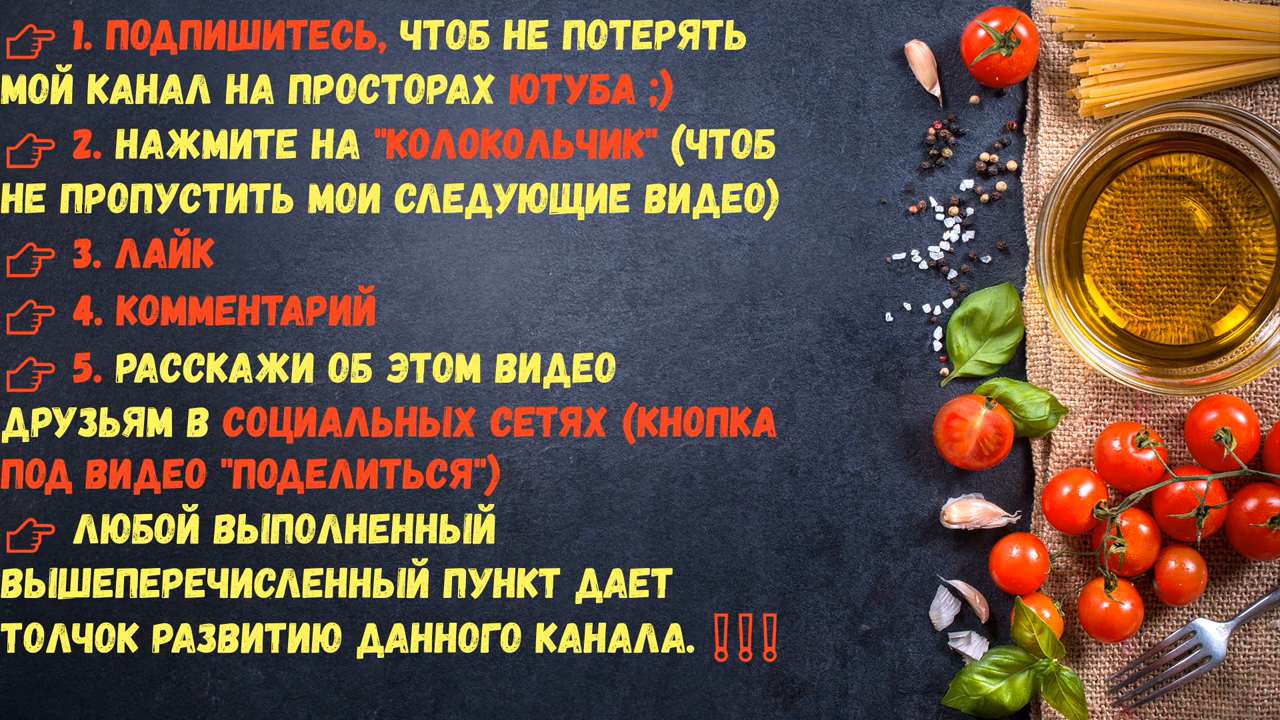 👉 1. ПОДПИШИТЕСЬ, ЧТОБ НЕ ПОТЕРЯТЬ
МОЙ КАНАЛ НА ПРОСТОРАХ ЮТУБА ;)
👉 2. НАЖМИТЕ НА "КОЛОКОЛЬЧИК" (ЧТОБ
НЕ ПРОПУСТИТЬ МОИ СЛЕДУЮЩИЕ ВИДЕО)
👉 3. ЛАЙК
👉 4. КОММЕНТАРИЙ
👉 5. РАССКАЖИ ОБ ЭТОМ ВИДЕО
ДРУЗЬЯМ В СОЦИАЛЬНЫХ СЕТЯХ (КНОПКА
ПОД ВИДЕО "ПОДЕЛИТЬСЯ")
👉 ЛЮБОЙ ВЫПОЛНЕННЫЙ
ВЫШЕПЕРЕЧИСЛЕННЫЙ ПУНКТ ДАЕТ
ТОЛЧОК РАЗВИТИЮ ДАННОГО КАНАЛА. ❗❗❗